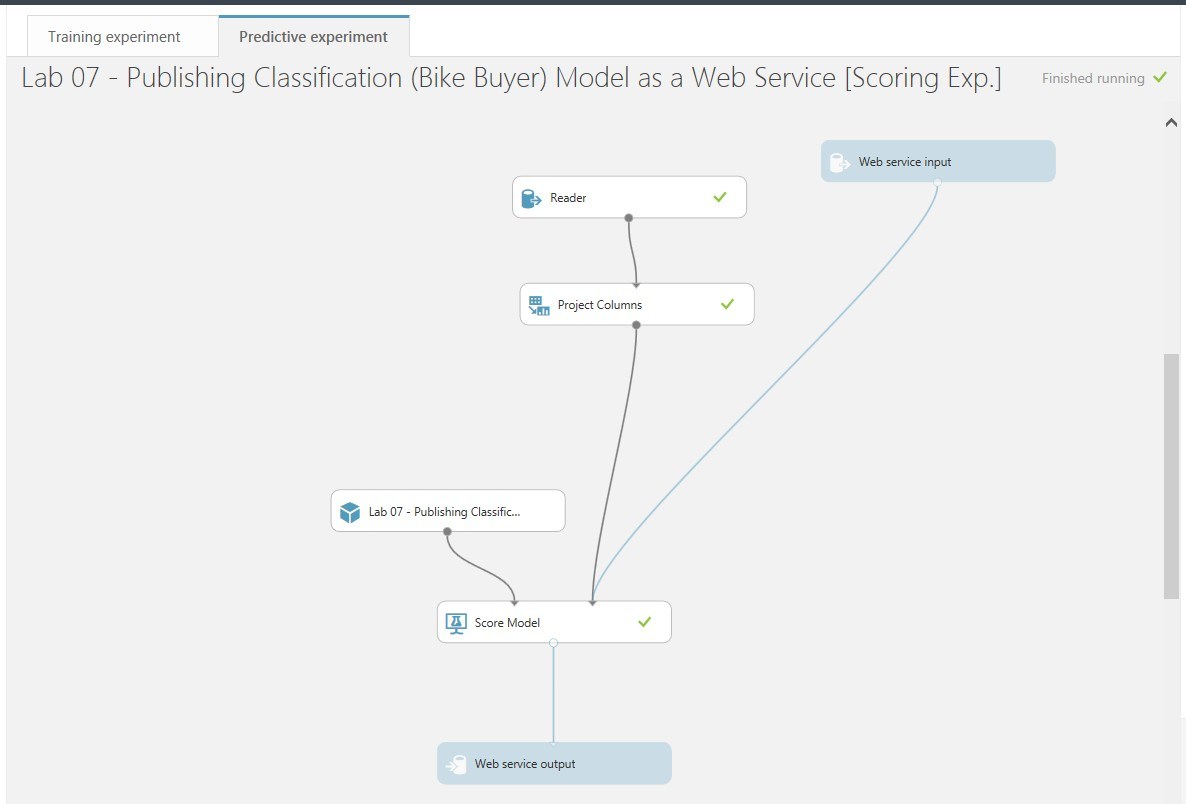 Training experiment
Predictive experiment
Lab 07 - Publishing Classification (Bike Buyer) Model as a Web Service [Scoring Exp.]
Finished running
Web service input
Reader
Project Columns
Lab 07 - Publishing Classific...
Score Model
Web service output